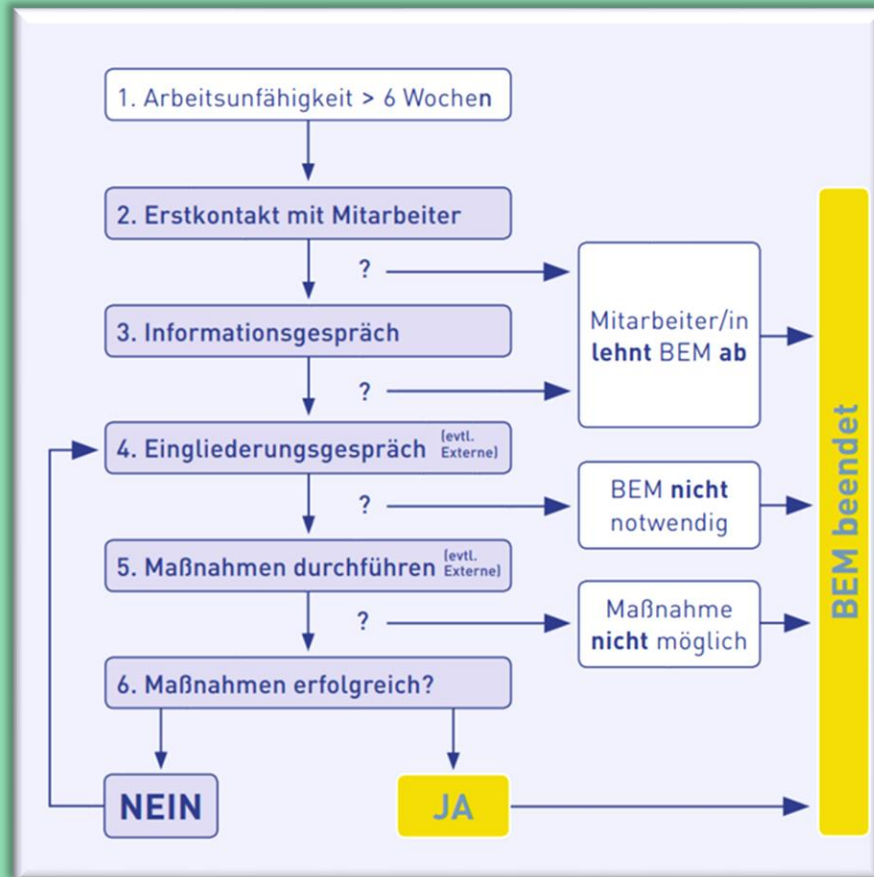 1. Arbeitsunfähigkeit > 6 Wochen
2. Erstkontakt mit Mitarbeiter
?
Mitarbeiter/in
lehnt BEM ab
3. Informationsgespräch
?
4. Eingliederungsgespräch (evtl.
Externe)
?
BEM nicht
notwendig
5. Maßnahmen durchführen (evtl.
Externe)
?
Maßnahme
nicht möglich
6. Maßnahmen erfolgreich?
NEIN
JA
BEM beendet